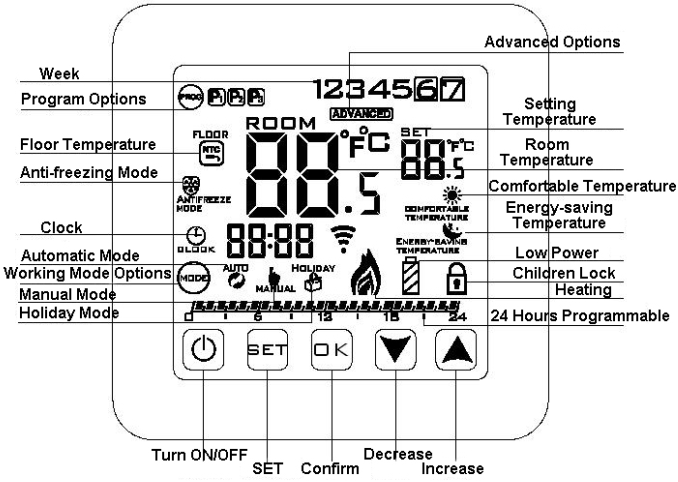 Advanced Options
Week
1234567
Program Options
PROG P1 P2 P3
ADVANCED
Setting
Temperature
FLOOR
ROOM
SET
Floor Temperature
NTC
88.5 °F°C
88.5 °F°C
Room
Temperature
Anti-freezing Mode
ANTIFREEZE
MODE
COMFORTABLE
TEMPERATURE
Comfortable Temperature
Energy-saving
Temperature
Clock
CLOCK
88:88
ENERGY-SAVING
TEMPERATURE
Automatic Mode
Low Power
Working Mode Options
MODE
AUTO
MANUAL
HOLIDAY
Children Lock
Manual Mode
Heating
Holiday Mode
0 6 12 18 24
24 Hours Programmable
SET
OK
Turn ON/OFF
SET
Confirm
Decrease
Increase